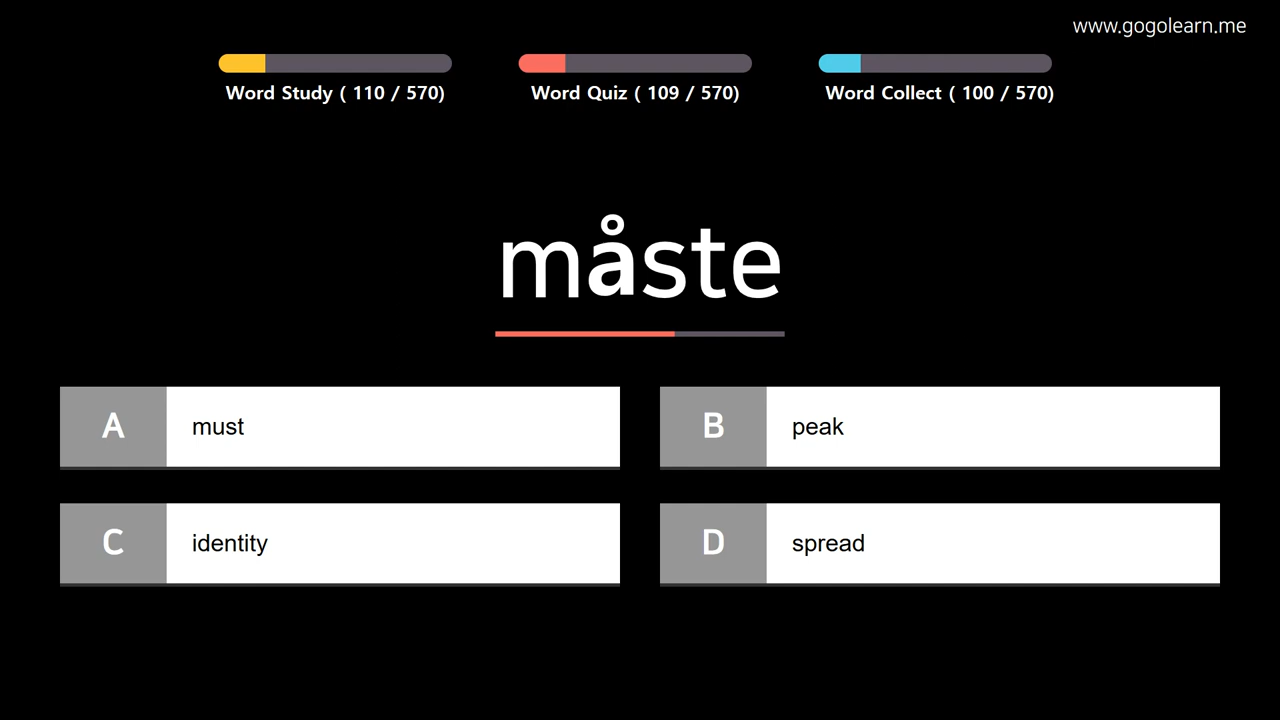 www.gogolearn.me
Word Study ( 110 / 570)
Word Quiz ( 109 / 570)
Word Collect ( 100 / 570)
måste
A must
B peak
C identity
D spread